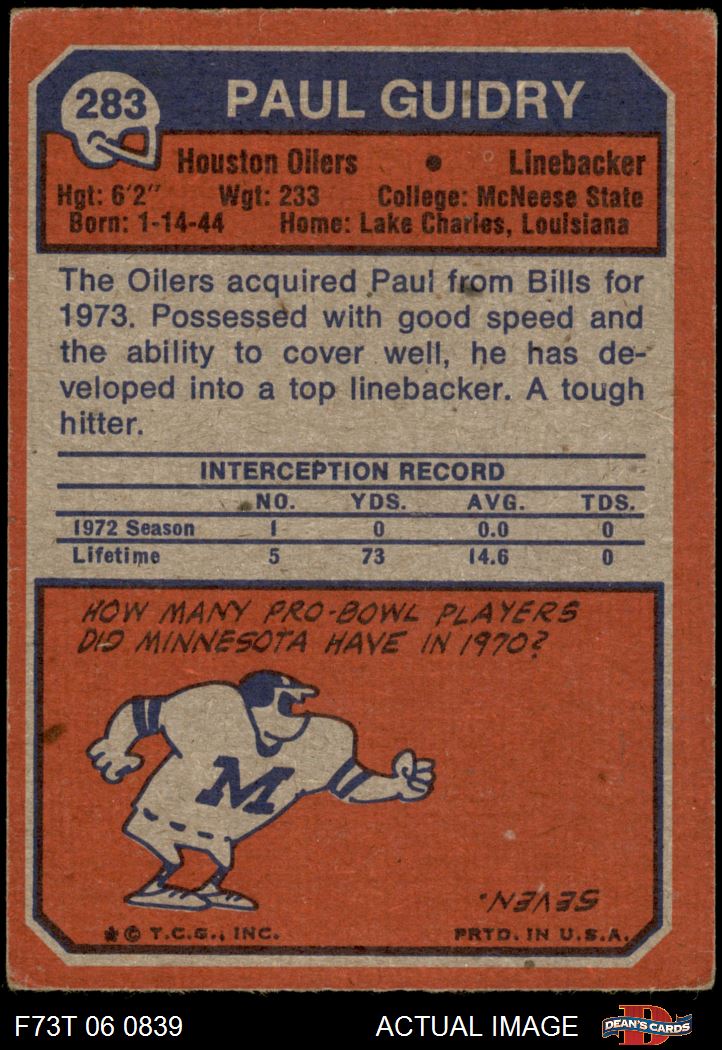 283
PAUL GUIDRY
Houston Oilers • Linebacker
Hgt: 6'2" Wgt: 233 College: McNeese State
Born: 1-14-44 Home: Lake Charles, Louisiana
The Oilers acquired Paul from Bills for
1973. Possessed with good speed and
the ability to cover well, he has de-
veloped into a top linebacker. A tough
hitter.
INTERCEPTION RECORD
NO. YDS. AVG. TDS.
1972 Season 1 0 0.0 0
Lifetime 5 73 14.6 0
HOW MANY PRO-BOWL PLAYERS
DID MINNESOTA HAVE IN 1970?
M
SEVEN.
* © T.C.G., INC. PRTD. IN U.S.A.
F73T 06 0839 ACTUAL IMAGE
D
DEAN'S CARDS